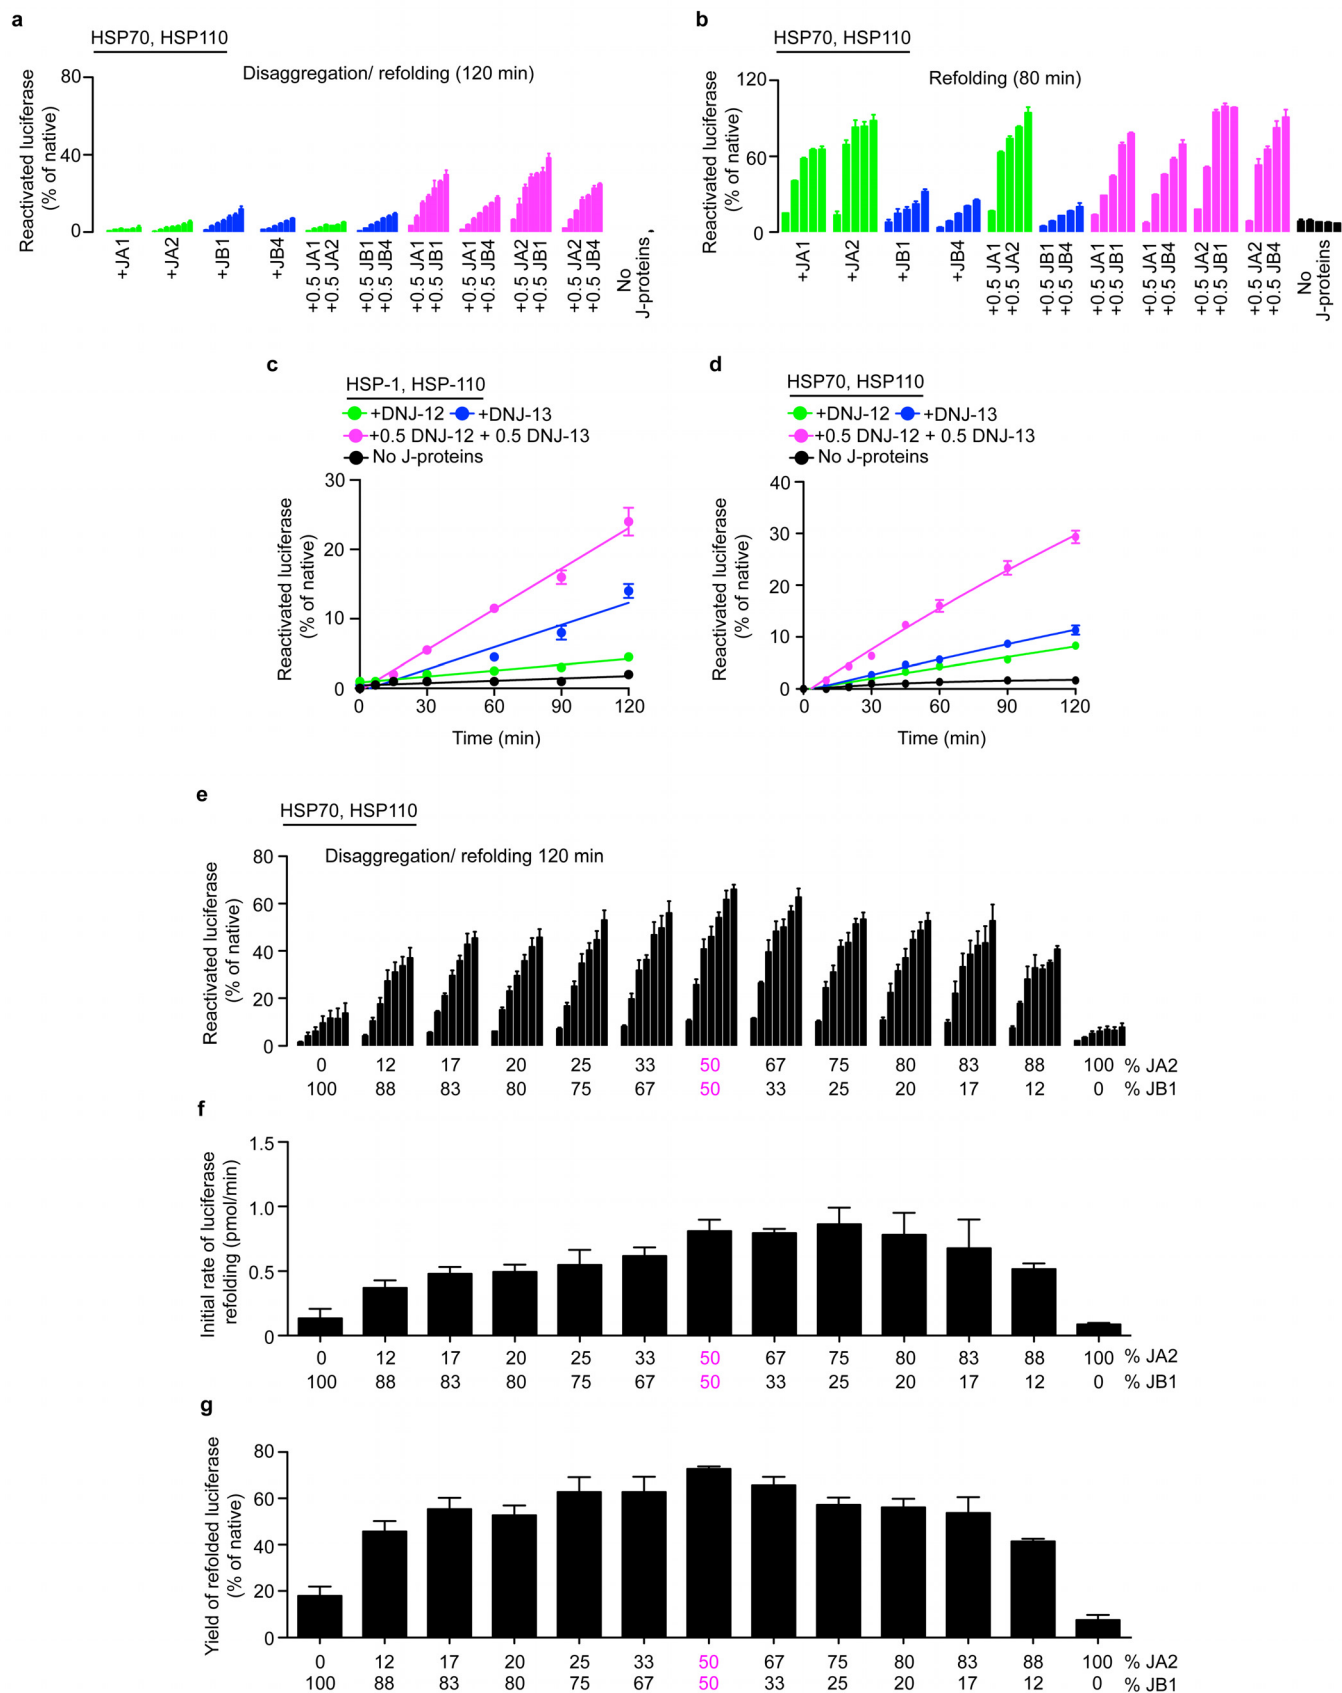 a
HSP70, HSP110
Disaggregation/ refolding (120 min)
Reactivated luciferase
(% of native)
80
40
0
+JA1
+JA2
+JB1
+JB4
+0.5 JA1
+0.5 JA2
+0.5 JB1
+0.5 JB4
+0.5 JA1
+0.5 JB1
+0.5 JA1
+0.5 JB4
+0.5 JA2
+0.5 JB1
+0.5 JA2
+0.5 JB4
No
J-proteins,
b
HSP70, HSP110
Refolding (80 min)
Reactivated luciferase
(% of native)
120
60
0
+JA1
+JA2
+JB1
+JB4
+0.5 JA1
+0.5 JA2
+0.5 JB1
+0.5 JB4
+0.5 JA1
+0.5 JB1
+0.5 JA1
+0.5 JB4
+0.5 JA2
+0.5 JB1
+0.5 JA2
+0.5 JB4
No
J-proteins
c
HSP-1, HSP-110
+DNJ-12 +DNJ-13
+0.5 DNJ-12 + 0.5 DNJ-13
No J-proteins
Reactivated luciferase
(% of native)
30
20
10
0
0 30 60 90 120
Time (min)
d
HSP70, HSP110
+DNJ-12 +DNJ-13
+0.5 DNJ-12 + 0.5 DNJ-13
No J-proteins
Reactivated luciferase
(% of native)
40
30
20
10
0
0 30 60 90 120
Time (min)
e
HSP70, HSP110
Disaggregation/ refolding 120 min
Reactivated luciferase
(% of native)
80
60
40
20
0
0 12 17 20 25 33 50 67 75 80 83 88 100 % JA2
100 88 83 80 75 67 50 33 25 20 17 12 0 % JB1
f
Initial rate of luciferase
refolding (pmol/min)
1.5
1.0
0.5
0
0 12 17 20 25 33 50 67 75 80 83 88 100 % JA2
100 88 83 80 75 67 50 33 25 20 17 12 0 % JB1
g
Yield of refolded luciferase
(% of native)
80
60
40
20
0
0 12 17 20 25 33 50 67 75 80 83 88 100 % JA2
100 88 83 80 75 67 50 33 25 20 17 12 0 % JB1